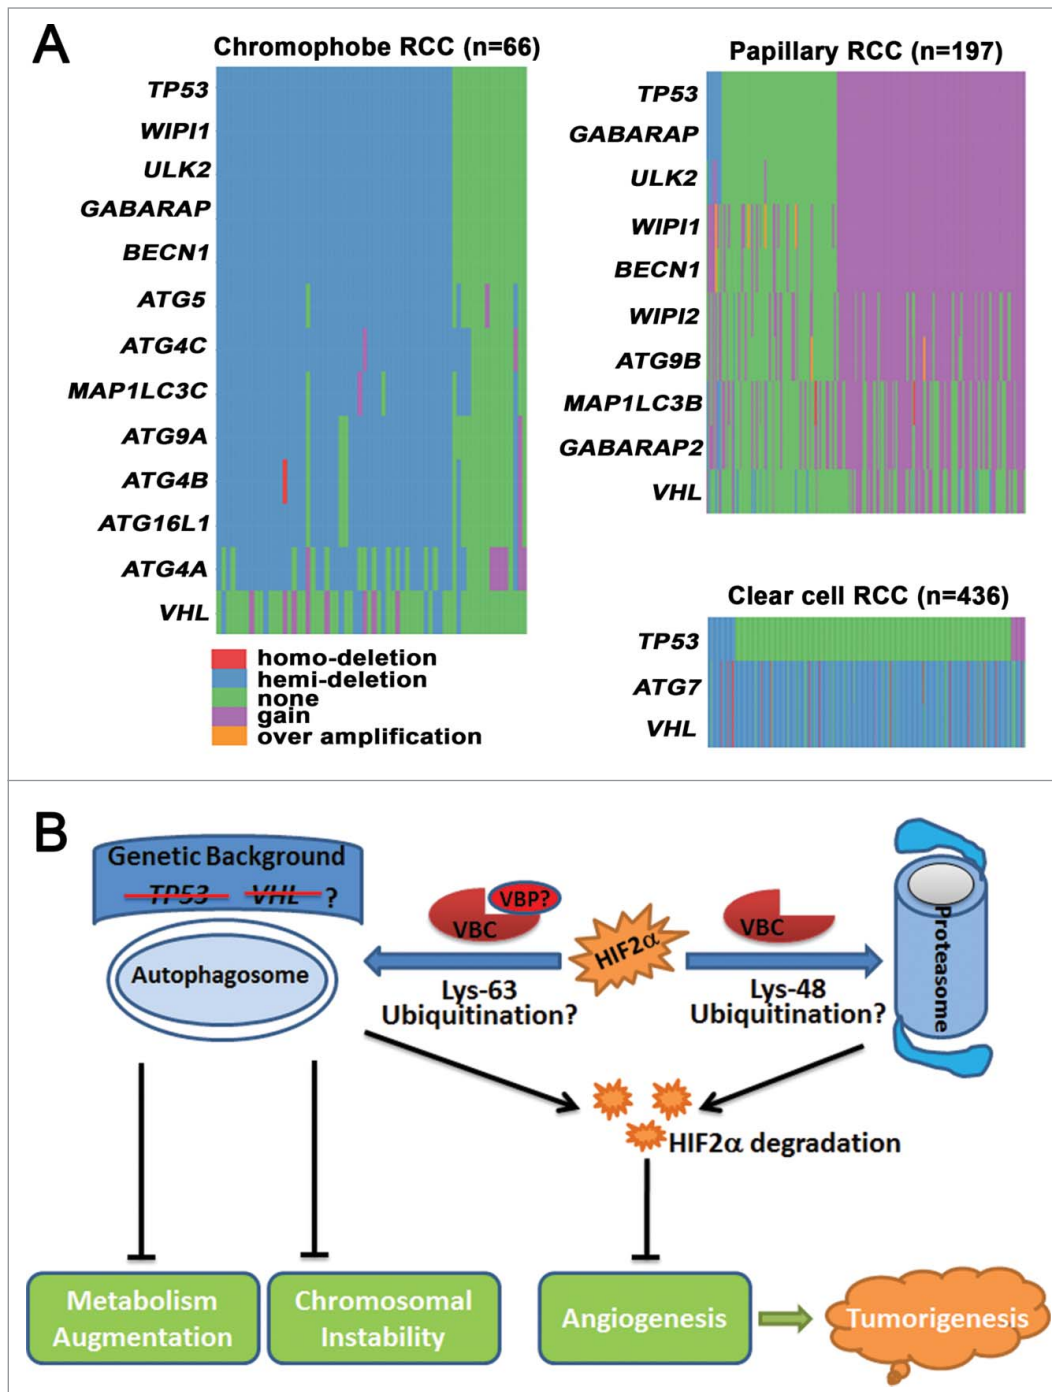 A
Chromophobe RCC (n=66)
TP53
WIPI1
ULK2
GABARAP
BECN1
ATG5
ATG4C
MAP1LC3C
ATG9A
ATG4B
ATG16L1
ATG4A
VHL
homo-deletion
hemi-deletion
none
gain
over amplification
Papillary RCC (n=197)
TP53
GABARAP
ULK2
WIPI1
BECN1
WIPI2
ATG9B
MAP1LC3B
GABARAP2
VHL
Clear cell RCC (n=436)
TP53
ATG7
VHL
B
Genetic Background
TP53 VHL ?
Autophagosome
VBP?
VBC
HIF2α
VBC
Lys-63
Ubiquitination?
Lys-48
Ubiquitination?
Proteasome
HIF2α degradation
Metabolism
Augmentation
Chromosomal
Instability
Angiogenesis
Tumorigenesis